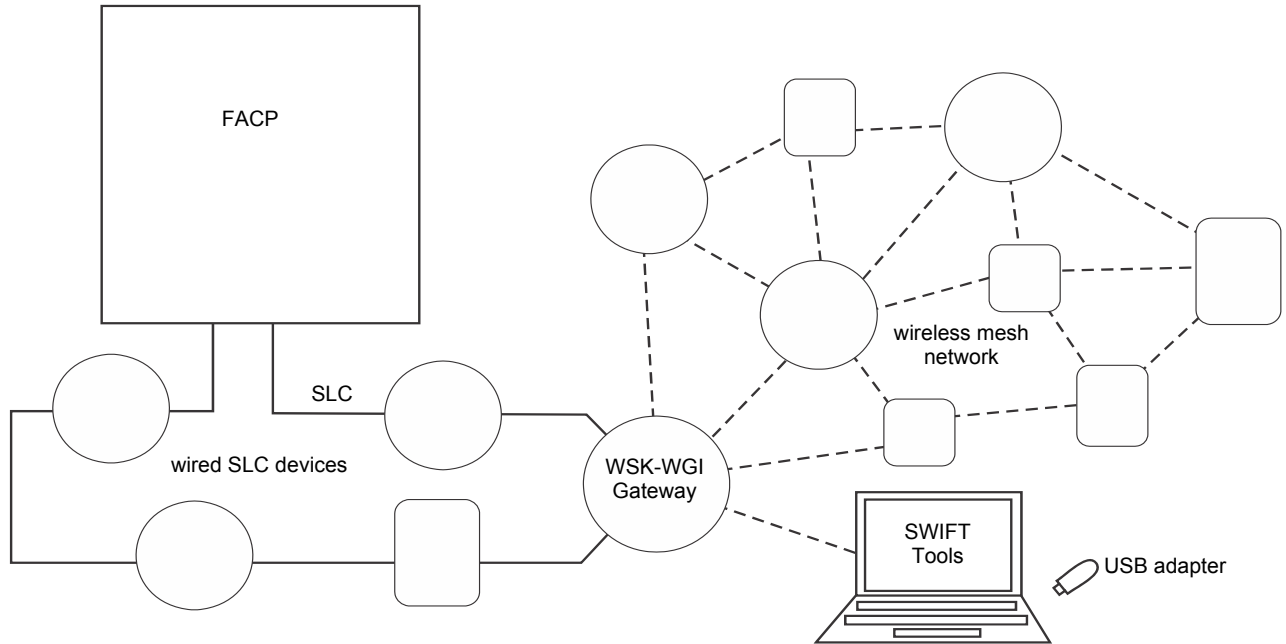 FACP
SLC
wired SLC devices
WSK-WGI
Gateway
wireless mesh
network
SWIFT
Tools
USB adapter